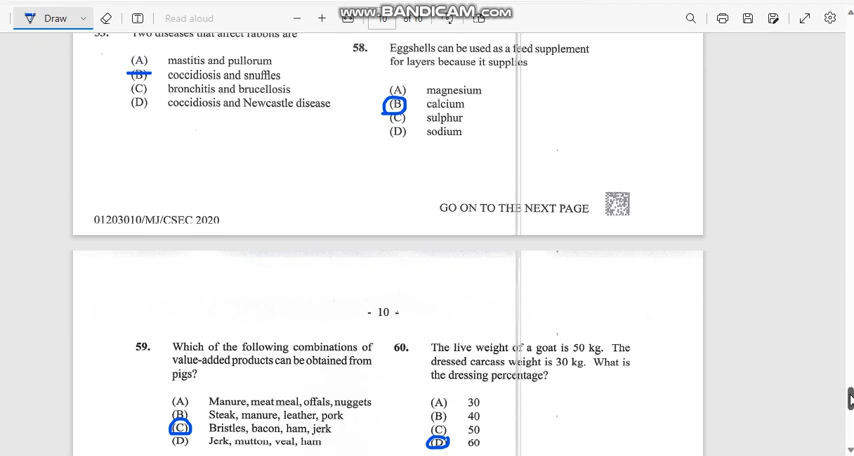 www.BANDICAM.com
Draw
Read aloud
10 of 10
55. Two diseases that affect rabbits are
(A) mastitis and pullorum
(B) coccidiosis and snuffles
(C) bronchitis and brucellosis
(D) coccidiosis and Newcastle disease
58. Eggshells can be used as a feed supplement
for layers because it supplies
(A) magnesium
(B) calcium
(C) sulphur
(D) sodium
GO ON TO THE NEXT PAGE
01203010/MJ/CSEC 2020
- 10 -
59. Which of the following combinations of
value-added products can be obtained from
pigs?
(A) Manure, meat meal, offals, nuggets
(B) Steak, manure, leather, pork
(C) Bristles, bacon, ham, jerk
(D) Jerk, mutton, veal, ham
60. The live weight of a goat is 50 kg. The
dressed carcass weight is 30 kg. What is
the dressing percentage?
(A) 30
(B) 40
(C) 50
(D) 60